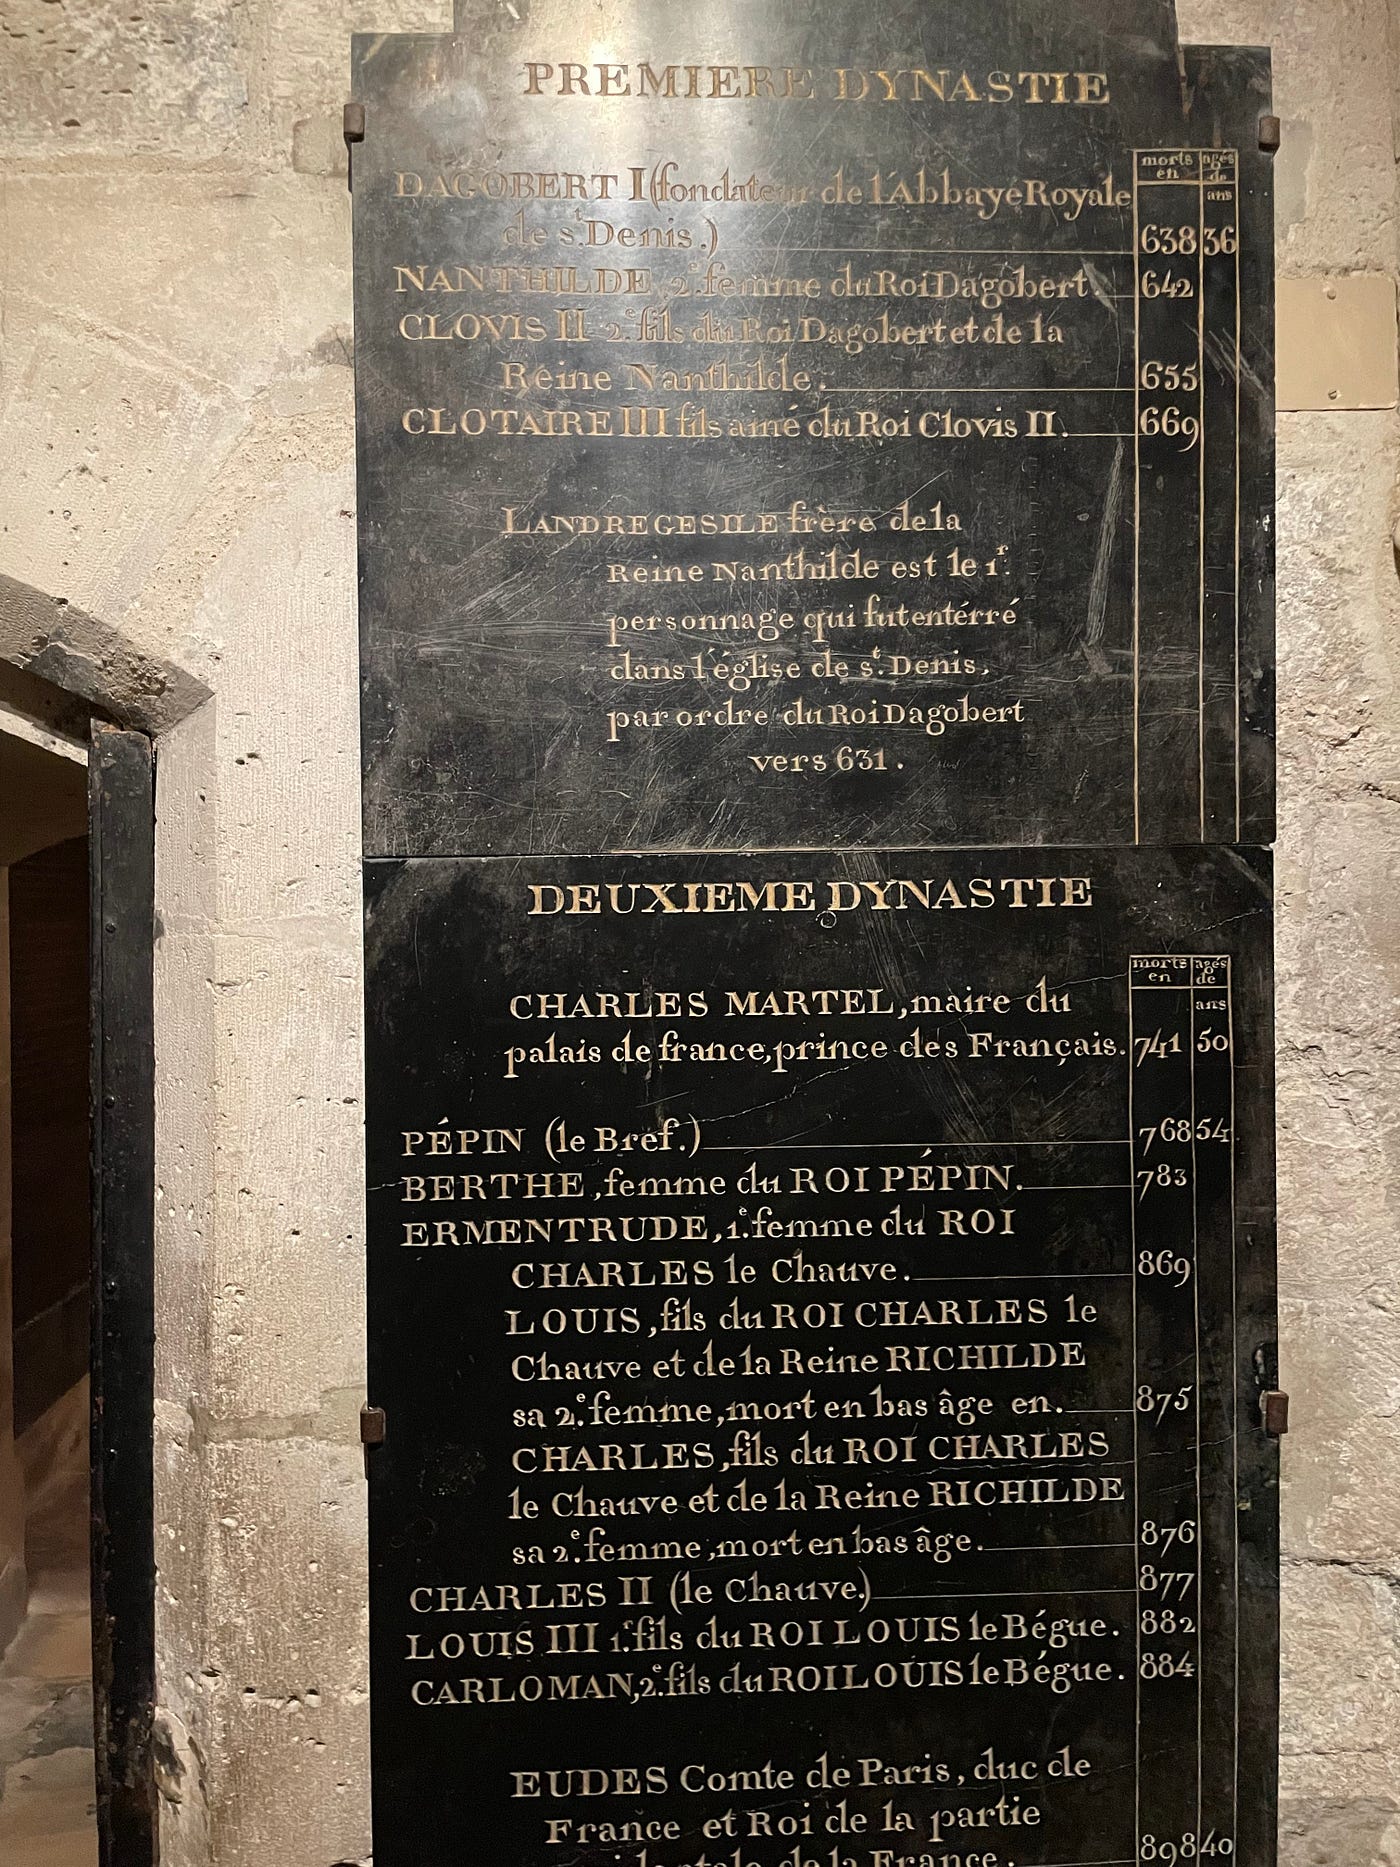 PREMIERE DYNASTIE
morts en
agés de
ans
DAGOBERT I (fondateur de l'Abbaye Royale
de s.t Denis.) 638 36
NANTHILDE, 2.e femme du Roi Dagobert. 642
CLOVIS II 2.e fils du Roi Dagobert et de la
Reine Nanthilde. 655
CLOTAIRE III fils ainé du Roi Clovis II. 669
LANDREGESILE frère de la
Reine Nanthilde est le 1.r
personnage qui fut entérré
dans l'église de s.t Denis,
par ordre du Roi Dagobert
vers 631.
DEUXIEME DYNASTIE
morts en
agés de
ans
CHARLES MARTEL, maire du
palais de france, prince des Français. 741 50
PÉPIN (le Bref.) 768 54
BERTHE, femme du ROI PÉPIN. 783
ERMENTRUDE, 1.e femme du ROI
CHARLES le Chauve. 869
LOUIS, fils du ROI CHARLES le
Chauve et de la Reine RICHILDE
sa 2.e femme, mort en bas âge en. 875
CHARLES, fils du ROI CHARLES
le Chauve et de la Reine RICHILDE
sa 2.e femme, mort en bas âge. 876
CHARLES II (le Chauve.) 877
LOUIS III 1.r fils du ROI LOUIS le Bégue. 882
CARLOMAN, 2.e fils du ROI LOUIS le Bégue. 884
EUDES Comte de Paris, duc de
France et Roi de la partie
de la France. 898 40